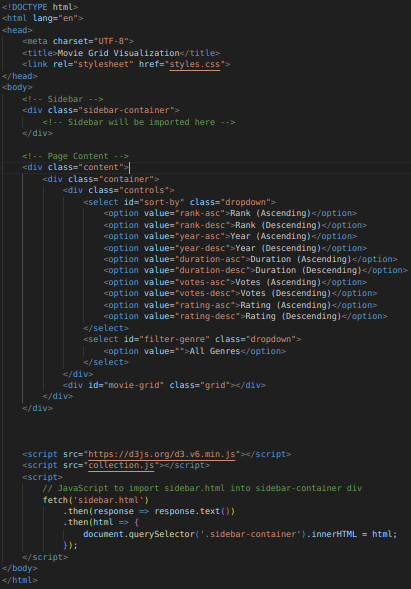 <!DOCTYPE html>
<html lang="en">
<head>
    <meta charset="UTF-8">
    <title>Movie Grid Visualization</title>
    <link rel="stylesheet" href="styles.css">
</head>
<body>
    <!-- Sidebar -->
    <div class="sidebar-container">
        <!-- Sidebar will be imported here -->
    </div>

    <!-- Page Content -->
    <div class="content">
        <div class="container">
            <div class="controls">
                <select id="sort-by" class="dropdown">
                    <option value="rank-asc">Rank (Ascending)</option>
                    <option value="rank-desc">Rank (Descending)</option>
                    <option value="year-asc">Year (Ascending)</option>
                    <option value="year-desc">Year (Descending)</option>
                    <option value="duration-asc">Duration (Ascending)</option>
                    <option value="duration-desc">Duration (Descending)</option>
                    <option value="votes-asc">Votes (Ascending)</option>
                    <option value="votes-desc">Votes (Descending)</option>
                    <option value="rating-asc">Rating (Ascending)</option>
                    <option value="rating-desc">Rating (Descending)</option>
                </select>
                <select id="filter-genre" class="dropdown">
                    <option value="">All Genres</option>
                </select>
            </div>
            <div id="movie-grid" class="grid"></div>
        </div>
    </div>

    <script src="https://d3js.org/d3.v6.min.js"></script>
    <script src="collection.js"></script>
    <script>
        // JavaScript to import sidebar.html into sidebar-container div
        fetch('sidebar.html')
            .then(response => response.text())
            .then(html => {
                document.querySelector('.sidebar-container').innerHTML = html;
            });
    </script>
</body>
</html>